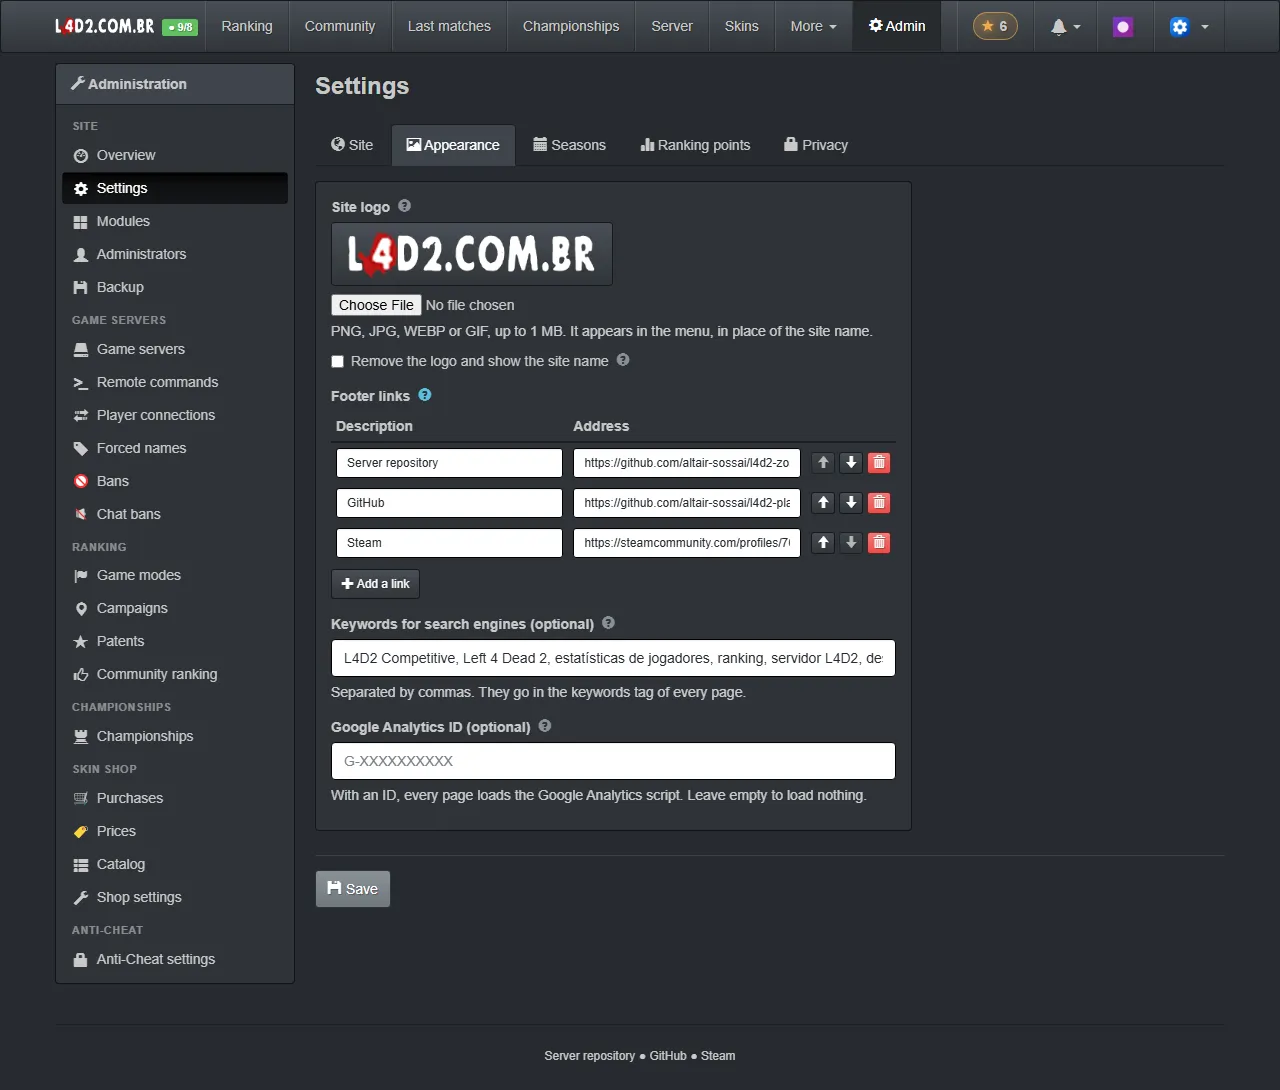 L4D2.COM.BR
● 9/8
Ranking
Community
Last matches
Championships
Server
Skins
More
Admin
6
Administration
SITE
Overview
Settings
Modules
Administrators
Backup
GAME SERVERS
Game servers
Remote commands
Player connections
Forced names
Bans
Chat bans
RANKING
Game modes
Campaigns
Patents
Community ranking
CHAMPIONSHIPS
Championships
SKIN SHOP
Purchases
Prices
Catalog
Shop settings
ANTI-CHEAT
Anti-Cheat settings
Settings
Site
Appearance
Seasons
Ranking points
Privacy
Site logo
L4D2.COM.BR
Choose File No file chosen
PNG, JPG, WEBP or GIF, up to 1 MB. It appears in the menu, in place of the site name.
Remove the logo and show the site name
Footer links
Description Address
Server repository https://github.com/altair-sossai/l4d2-zo
GitHub https://github.com/altair-sossai/l4d2-pla
Steam https://steamcommunity.com/profiles/7
Add a link
Keywords for search engines (optional)
L4D2 Competitive, Left 4 Dead 2, estatísticas de jogadores, ranking, servidor L4D2, de
Separated by commas. They go in the keywords tag of every page.
Google Analytics ID (optional)
G-XXXXXXXXXX
With an ID, every page loads the Google Analytics script. Leave empty to load nothing.
Save
Server repository ● GitHub ● Steam